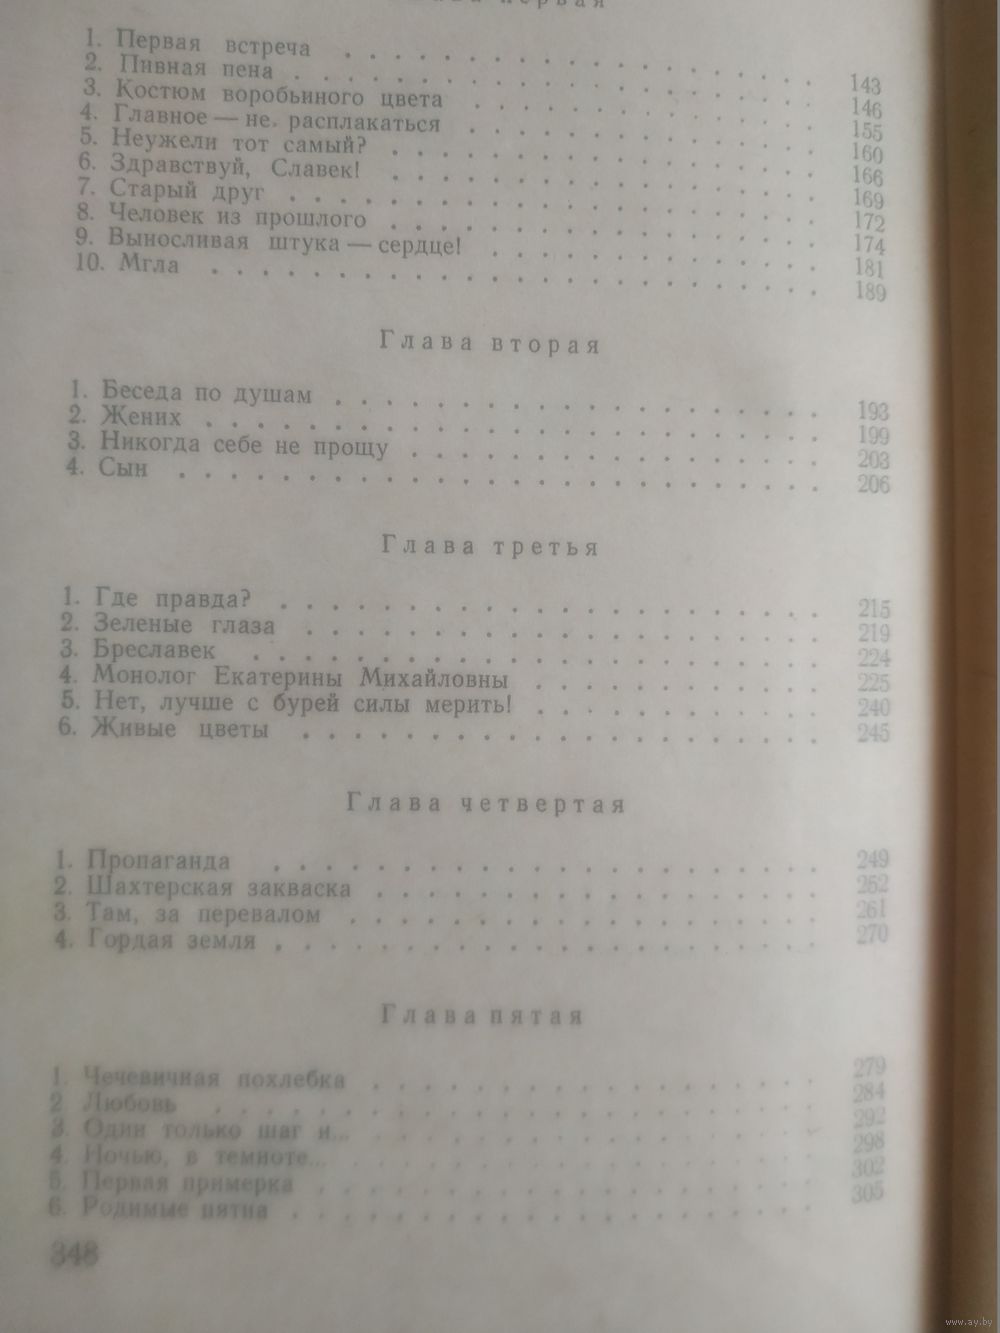 Глава первая
1. Первая встреча . . . 143
2. Пивная пена . . . 146
3. Костюм воробьиного цвета . . . 155
4. Главное — не расплакаться . . . 160
5. Неужели тот самый? . . . 166
6. Здравствуй, Славек! . . . 169
7. Старый друг . . . 172
8. Человек из прошлого . . . 174
9. Выносливая штука — сердце! . . . 181
10. Мгла . . . 189
Глава вторая
1. Беседа по душам . . . 193
2. Жених . . . 199
3. Никогда себе не прощу . . . 203
4. Сын . . . 206
Глава третья
1. Где правда? . . . 215
2. Зеленые глаза . . . 219
3. Бреславек . . . 224
4. Монолог Екатерины Михайловны . . . 225
5. Нет, лучше с бурей силы мерить! . . . 240
6. Живые цветы . . . 245
Глава четвертая
1. Пропаганда . . . 249
2. Шахтерская закваска . . . 252
3. Там, за перевалом . . . 261
4. Гордая земля . . . 270
Глава пятая
1. Чечевичная похлебка . . . 279
2 Любовь . . . 284
3. Один только шаг и... . . . 292
4. Ночью, в темноте... . . . 298
5. Первая примерка . . . 302
6. Родимые пятна . . . 305
348
www.ay.by